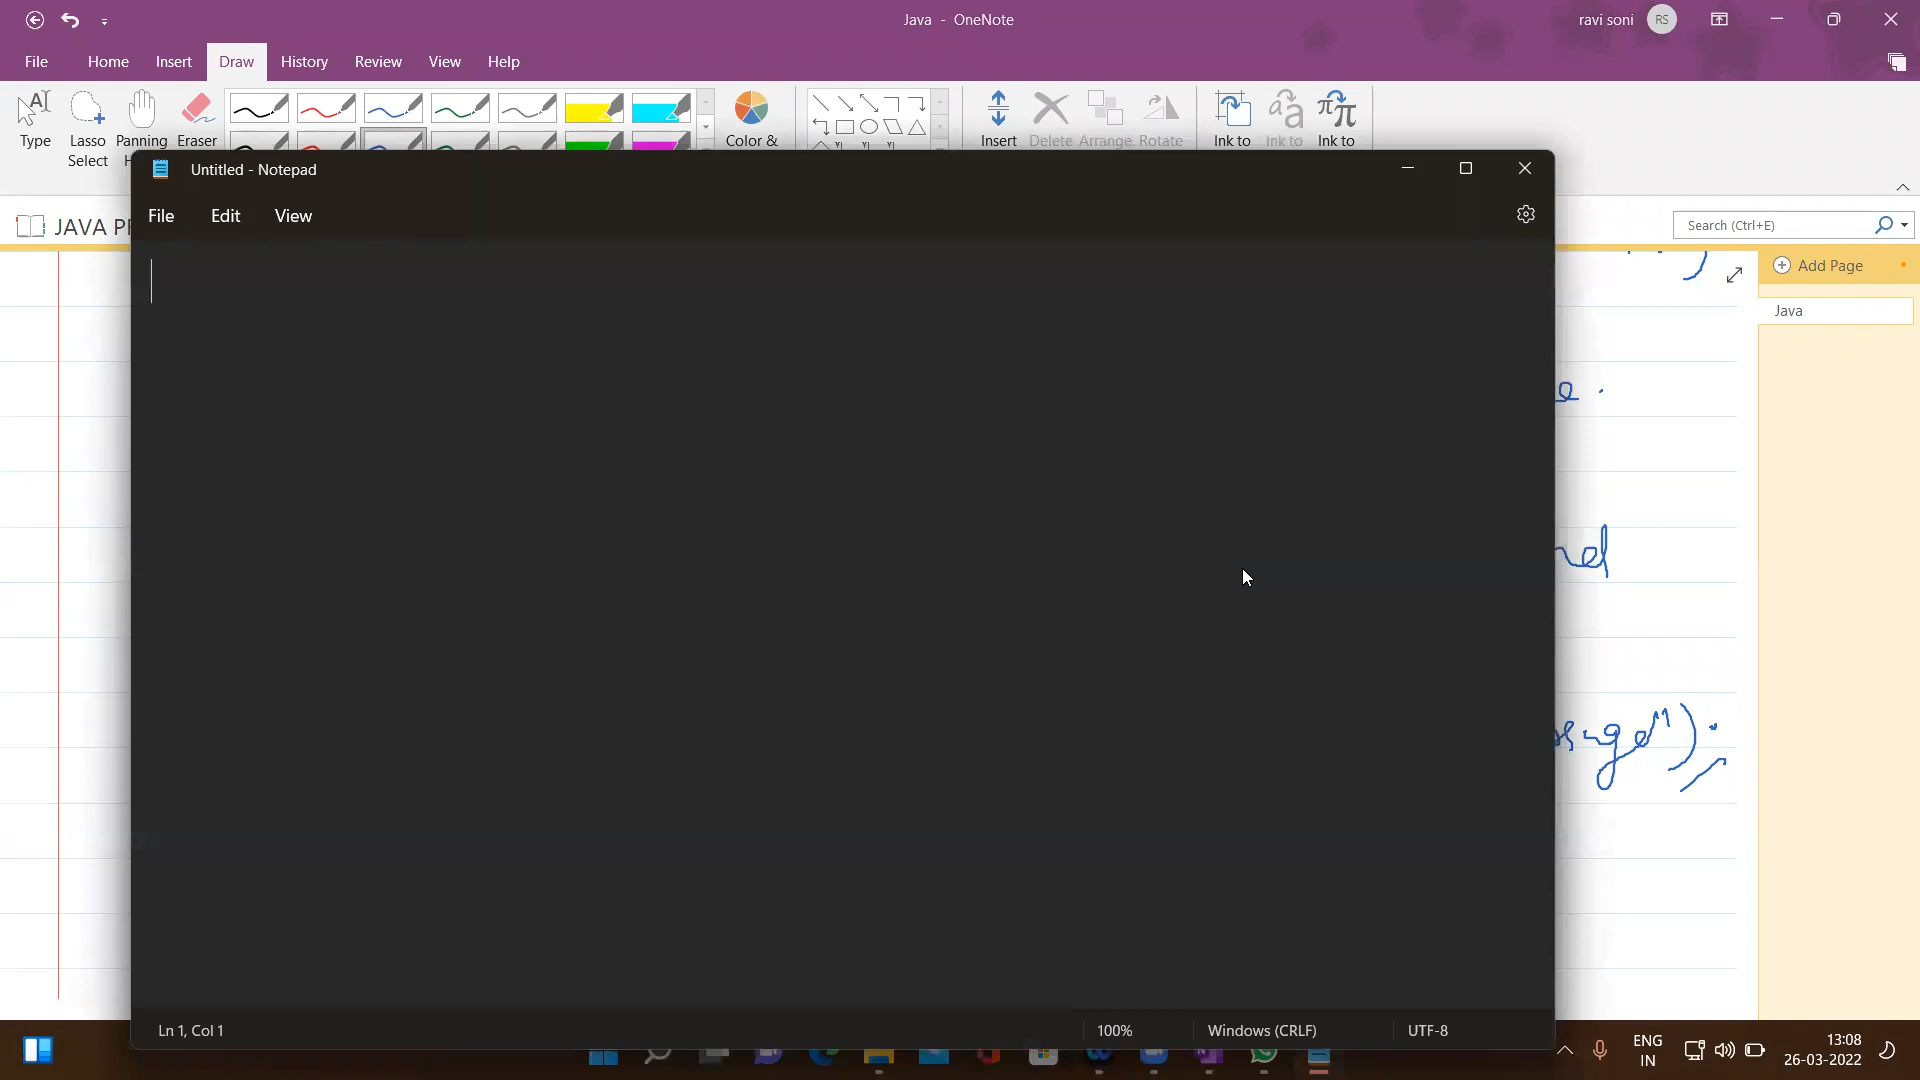 Java - OneNote
ravi soni RS
File Home Insert Draw History Review View Help
Type Lasso Select Panning Eraser Color & Insert Delete Arrange Rotate Ink to Ink to Ink to
Untitled - Notepad
File Edit View
JAVA
Search (Ctrl+E)
Add Page
Java
Ln 1, Col 1 100% Windows (CRLF) UTF-8
ENG IN
13:08
26-03-2022